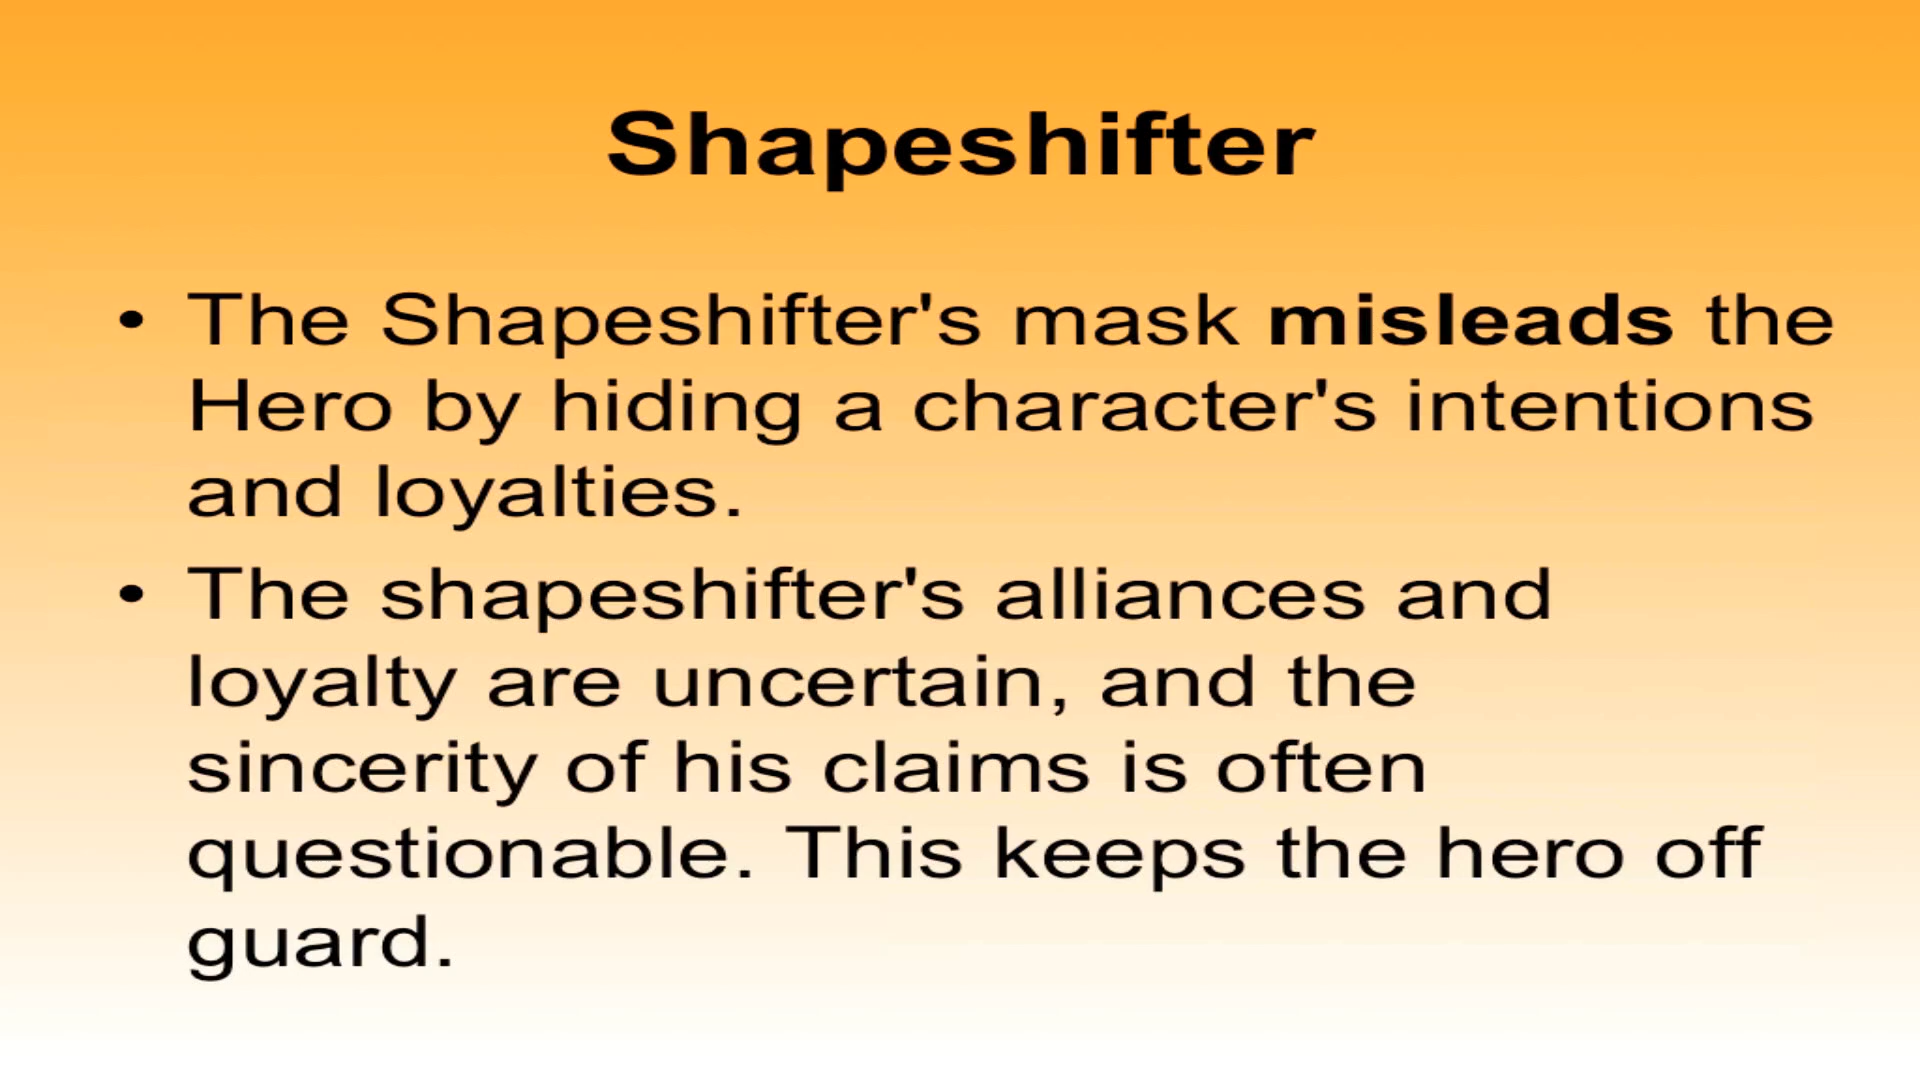 Shapeshifter
• The Shapeshifter's mask misleads the
Hero by hiding a character's intentions
and loyalties.
• The shapeshifter's alliances and
loyalty are uncertain, and the
sincerity of his claims is often
questionable. This keeps the hero off
guard.